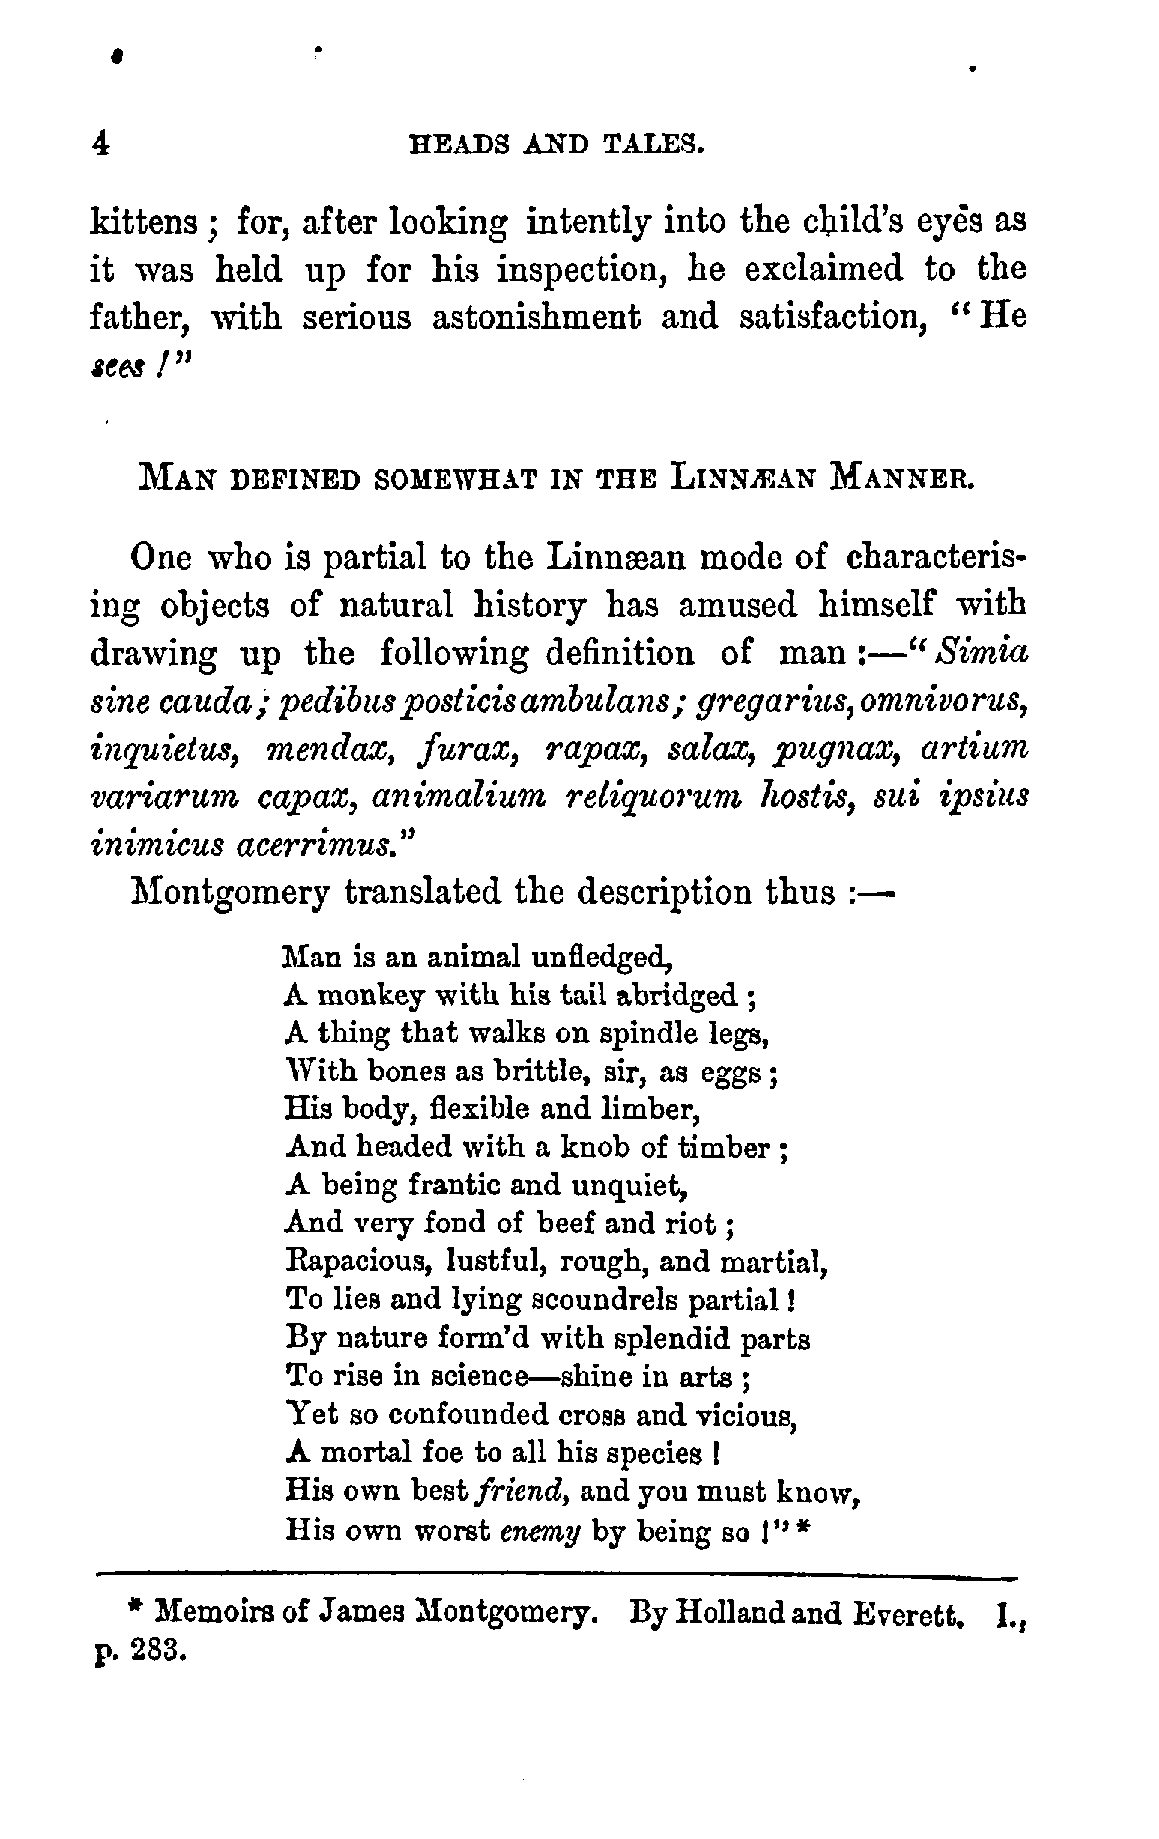 4 HEADS AND TALES.
kittens ; for, after looking intently into the child's eyes as
it was held up for his inspection, he exclaimed to the
father, with serious astonishment and satisfaction, “ He
sees !”
MAN DEFINED SOMEWHAT IN THE LINNÆAN MANNER.
One who is partial to the Linnæan mode of characteris-
ing objects of natural history has amused himself with
drawing up the following definition of man :—“ Simia
sine cauda ; pedibus posticis ambulans ; gregarius, omnivorus,
inquietus, mendax, furax, rapax, salax, pugnax, artium
variarum capax, animalium reliquorum hostis, sui ipsius
inimicus acerrimus.”
Montgomery translated the description thus :—
Man is an animal unfledged,
A monkey with his tail abridged ;
A thing that walks on spindle legs,
With bones as brittle, sir, as eggs ;
His body, flexible and limber,
And headed with a knob of timber ;
A being frantic and unquiet,
And very fond of beef and riot ;
Rapacious, lustful, rough, and martial,
To lies and lying scoundrels partial !
By nature form'd with splendid parts
To rise in science—shine in arts ;
Yet so confounded cross and vicious,
A mortal foe to all his species !
His own best friend, and you must know,
His own worst enemy by being so !” *
* Memoirs of James Montgomery. By Holland and Everett. I.,
p. 283.